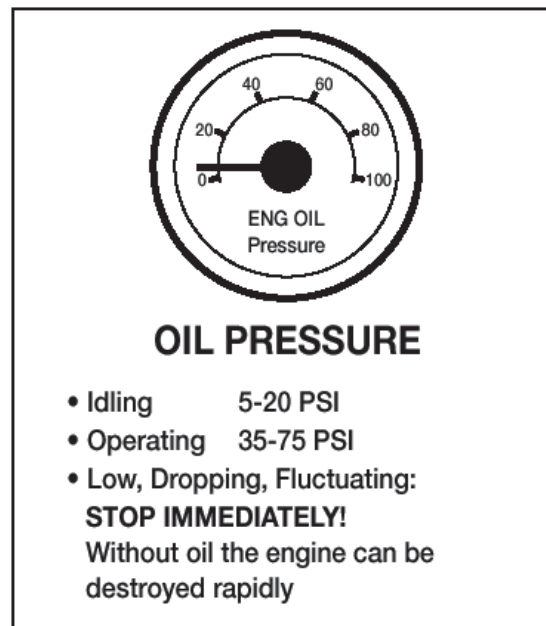 40 60
20 80
0 100
ENG OIL
Pressure
OIL PRESSURE
• Idling 5-20 PSI
• Operating 35-75 PSI
• Low, Dropping, Fluctuating:
STOP IMMEDIATELY!
Without oil the engine can be
destroyed rapidly